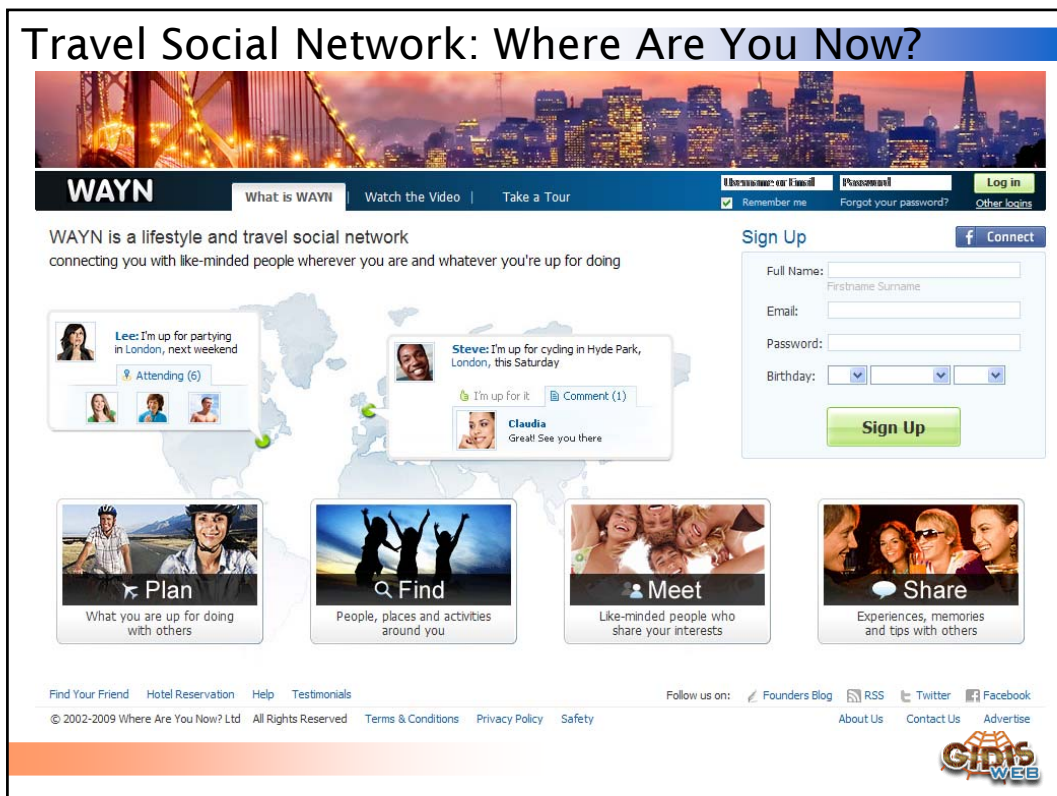 Travel Social Network: Where Are You Now?
WAYN
What is WAYN | Watch the Video | Take a Tour
Username or Email Password Log in
Remember me Forgot your password? Other logins
WAYN is a lifestyle and travel social network
connecting you with like-minded people wherever you are and whatever you're up for doing
Sign Up
f Connect
Full Name:
Firstname Surname
Email:
Password:
Birthday:
Sign Up
Lee: I'm up for partying
in London, next weekend
Attending (6)
Steve: I'm up for cycling in Hyde Park,
London, this Saturday
I'm up for it Comment (1)
Claudia
Great! See you there
Plan
What you are up for doing
with others
Find
People, places and activities
around you
Meet
Like-minded people who
share your interests
Share
Experiences, memories
and tips with others
Find Your Friend Hotel Reservation Help Testimonials
Follow us on: Founders Blog RSS Twitter Facebook
© 2002-2009 Where Are You Now? Ltd All Rights Reserved Terms & Conditions Privacy Policy Safety
About Us Contact Us Advertise
GIDIS
WEB